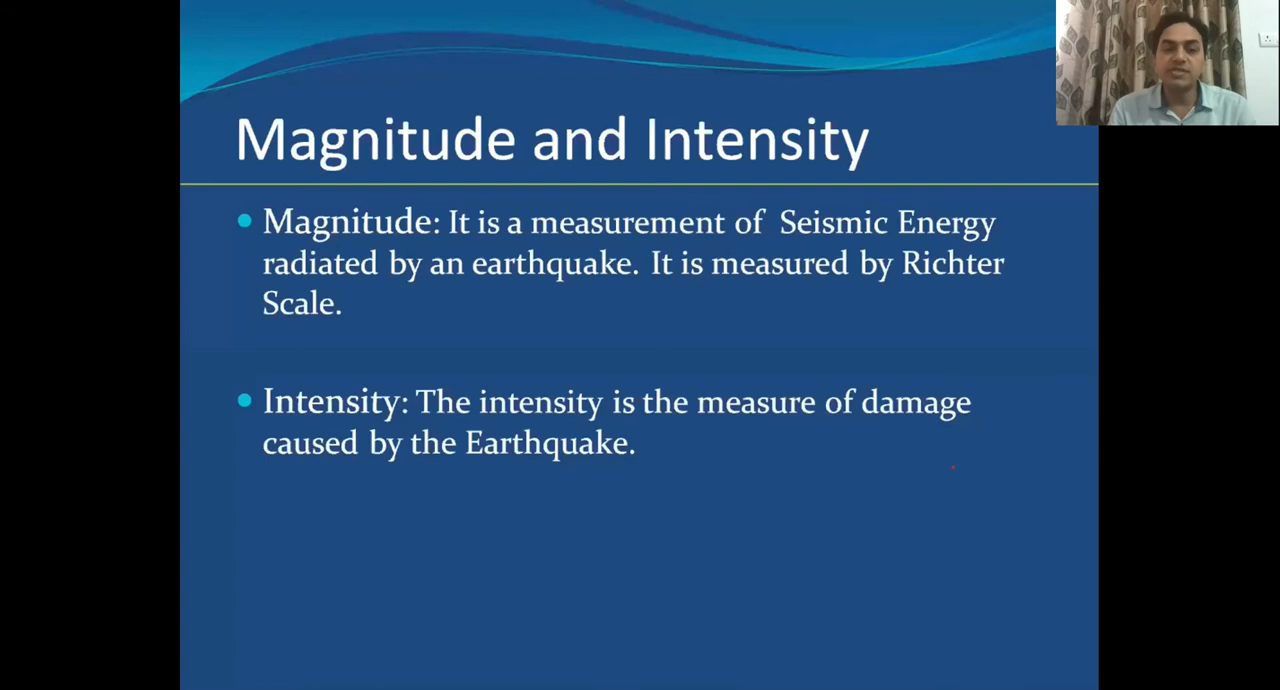 Magnitude and Intensity
Magnitude: It is a measurement of Seismic Energy
radiated by an earthquake. It is measured by Richter
Scale.
Intensity: The intensity is the measure of damage
caused by the Earthquake.